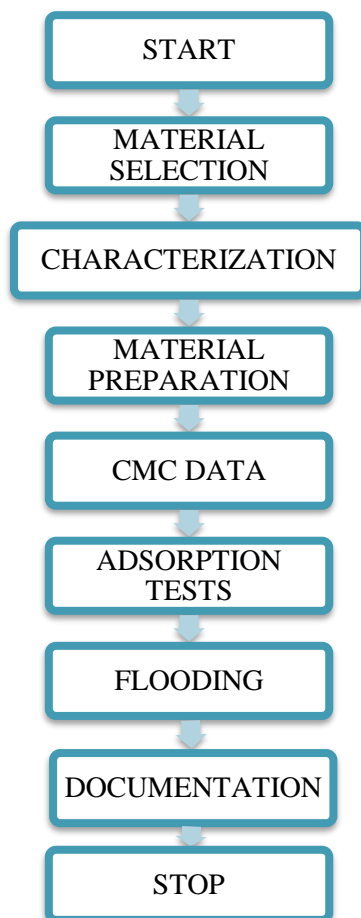 START
MATERIAL
SELECTION
CHARACTERIZATION
MATERIAL
PREPARATION
CMC DATA
ADSORPTION
TESTS
FLOODING
DOCUMENTATION
STOP